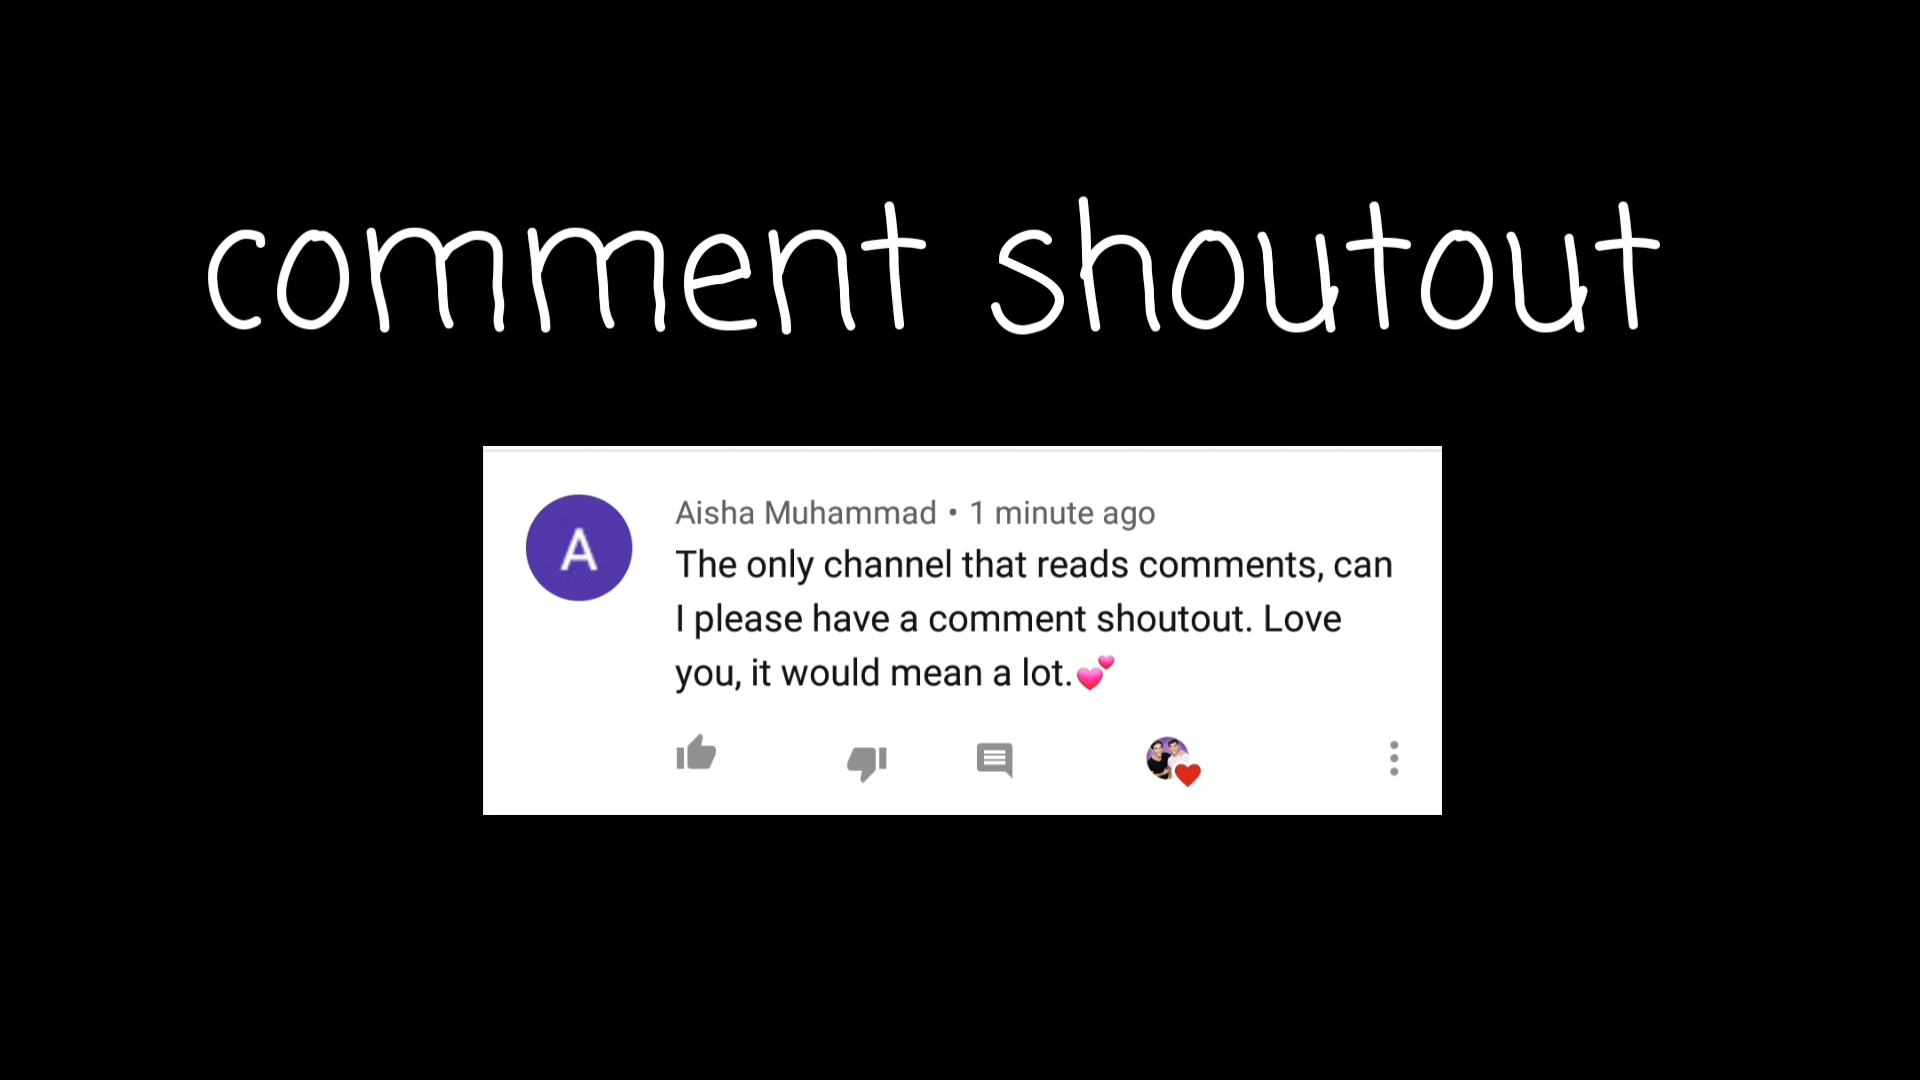 comment shoutout
A
Aisha Muhammad • 1 minute ago
The only channel that reads comments, can
I please have a comment shoutout. Love
you, it would mean a lot.💕